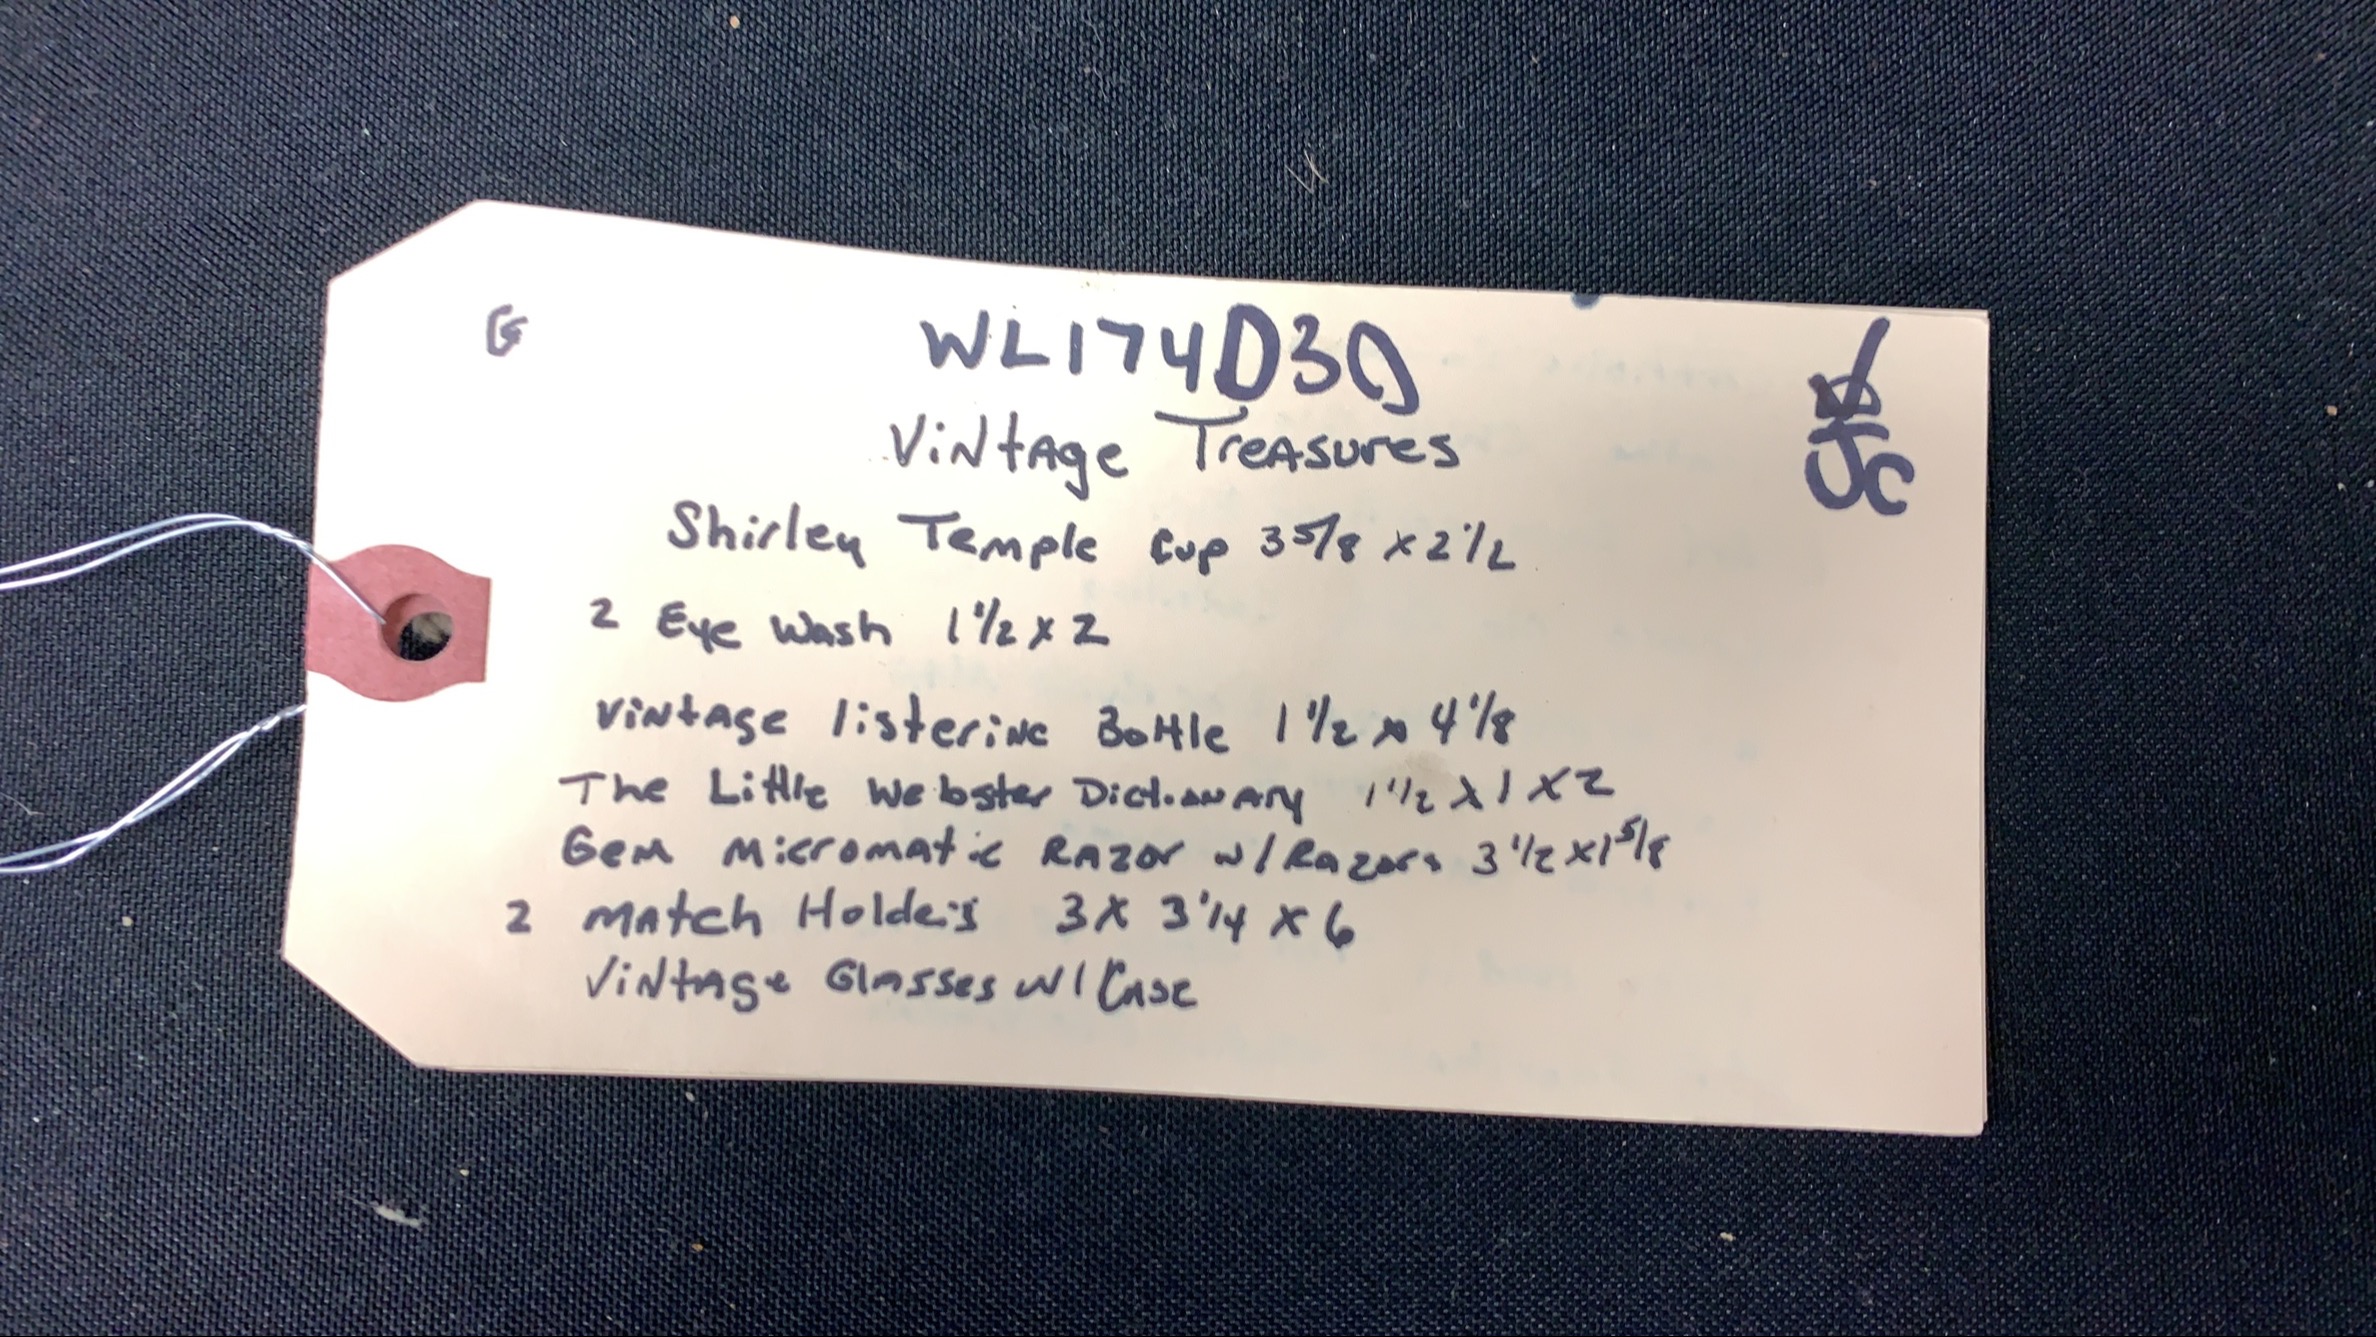 G
WL174D30
Vintage Treasures
JC
Shirley Temple Cup 3 5/8 x 2 1/2
2 Eye Wash 1 1/2 x 2
Vintage listerine Bottle 1 1/2 x 4 1/8
The Little Webster Dictionary 1 1/2 x 1 x 2
Gem Micromatic Razor w/ Razors 3 1/2 x 1 5/8
2 Match Holders 3 x 3 1/4 x 6
Vintage Glasses w/ Case